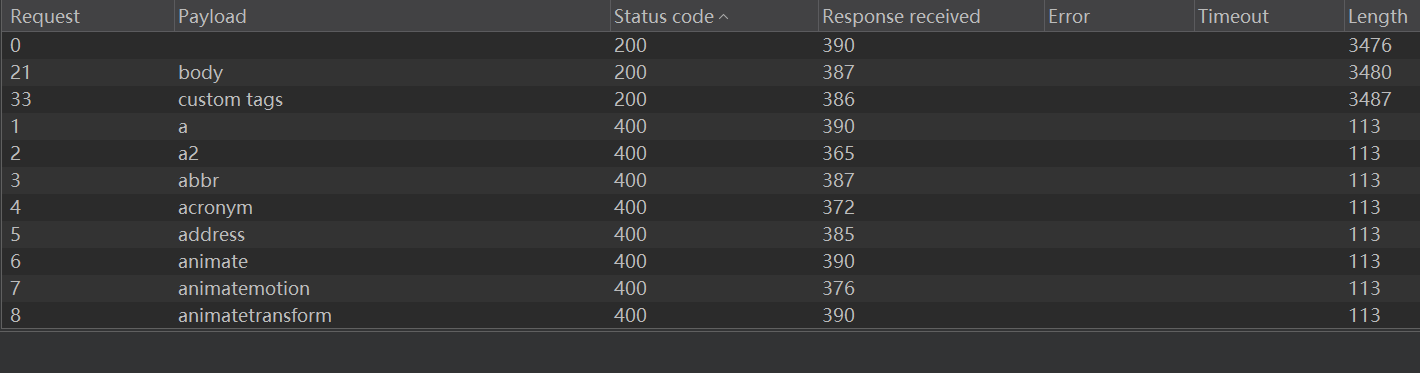 Request Payload Status code Response received Error Timeout Length
0 200 390 3476
21 body 200 387 3480
33 custom tags 200 386 3487
1 a 400 390 113
2 a2 400 365 113
3 abbr 400 387 113
4 acronym 400 372 113
5 address 400 385 113
6 animate 400 390 113
7 animatemotion 400 376 113
8 animatetransform 400 390 113